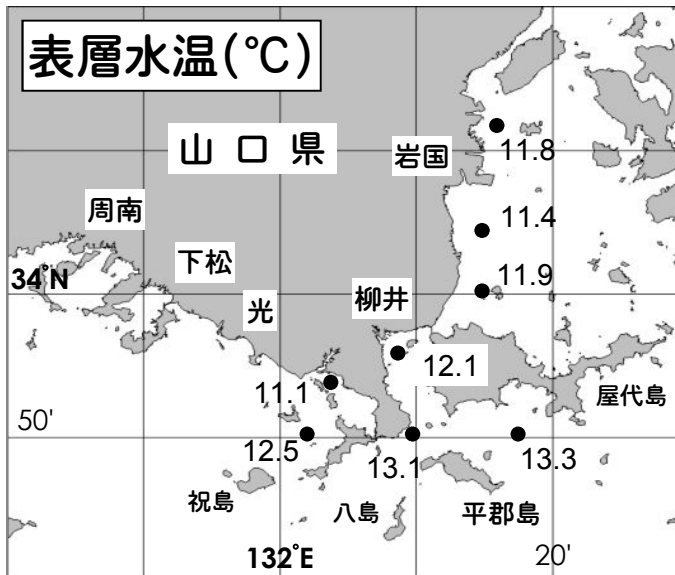 表層水温(℃)
山口県
岩国
11.8
周南
11.4
下松
34°N
11.9
光
柳井
12.1
11.1
屋代島
50'
12.5
13.1
13.3
祝島
八島
平郡島
132°E
20'